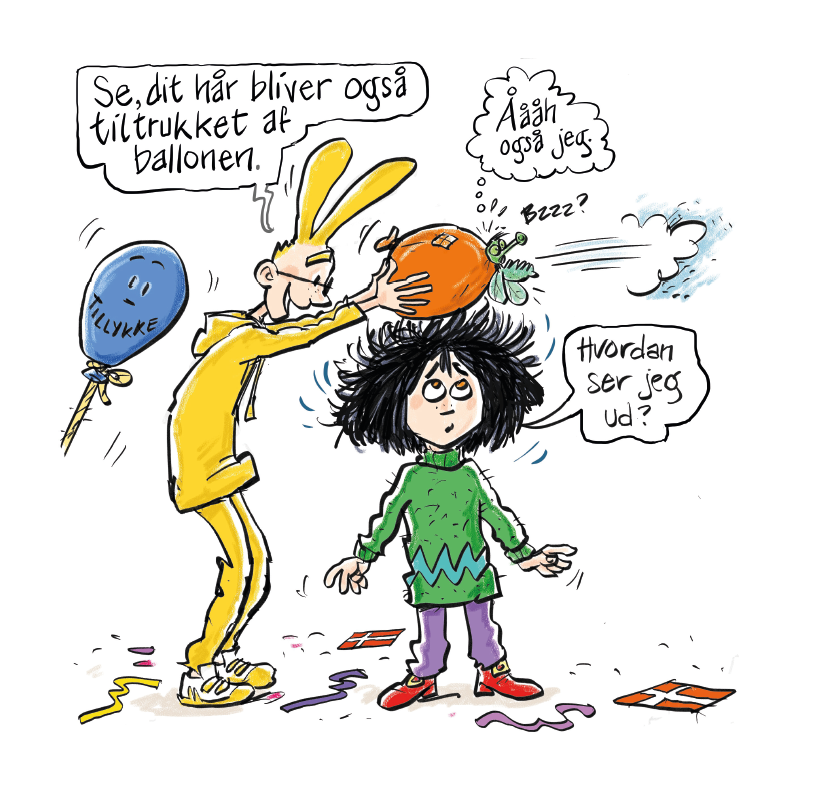 Se, dit hår bliver også
tiltrukket af
ballonen.
Åååh
også jeg
Bzzz?
TILLYKKE
Hvordan
ser jeg
ud?